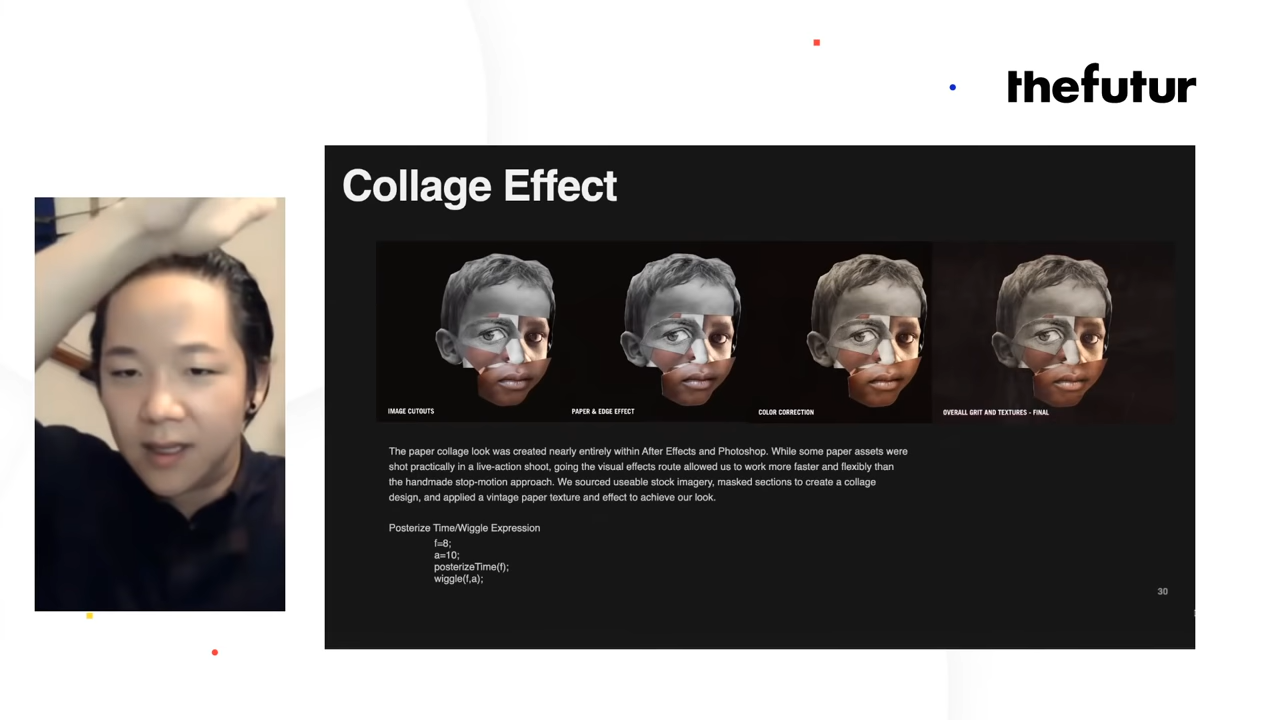 thefutur
Collage Effect
IMAGE CUTOUTS
PAPER & EDGE EFFECT
COLOR CORRECTION
OVERALL GRIT AND TEXTURES - FINAL
The paper collage look was created nearly entirely within After Effects and Photoshop. While some paper assets were
shot practically in a live-action shoot, going the visual effects route allowed us to work more faster and flexibly than
the handmade stop-motion approach. We sourced useable stock imagery, masked sections to create a collage
design, and applied a vintage paper texture and effect to achieve our look.
Posterize Time/Wiggle Expression
f=8;
a=10;
posterizeTime(f);
wiggle(f,a);
30